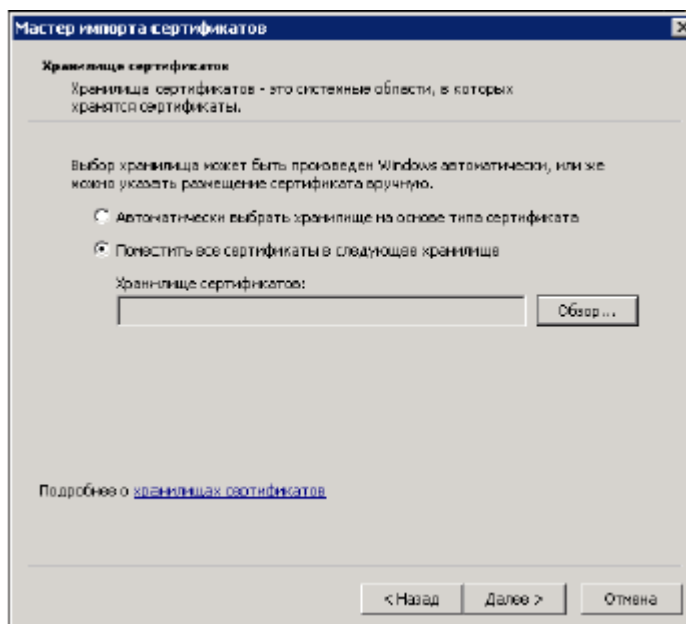 Мастер импорта сертификатов
Хранилище сертификатов
Хранилища сертификатов - это системные области, в которых
хранятся сертификаты.
Выбор хранилища может быть произведен Windows автоматически, или же
можно указать размещение сертификата вручную.
Автоматически выбрать хранилище на основе типа сертификата
Поместить все сертификаты в следующее хранилище
Хранилище сертификатов:
Обзор...
Подробнее о хранилищах сертификатов
< Назад Далее > Отмена